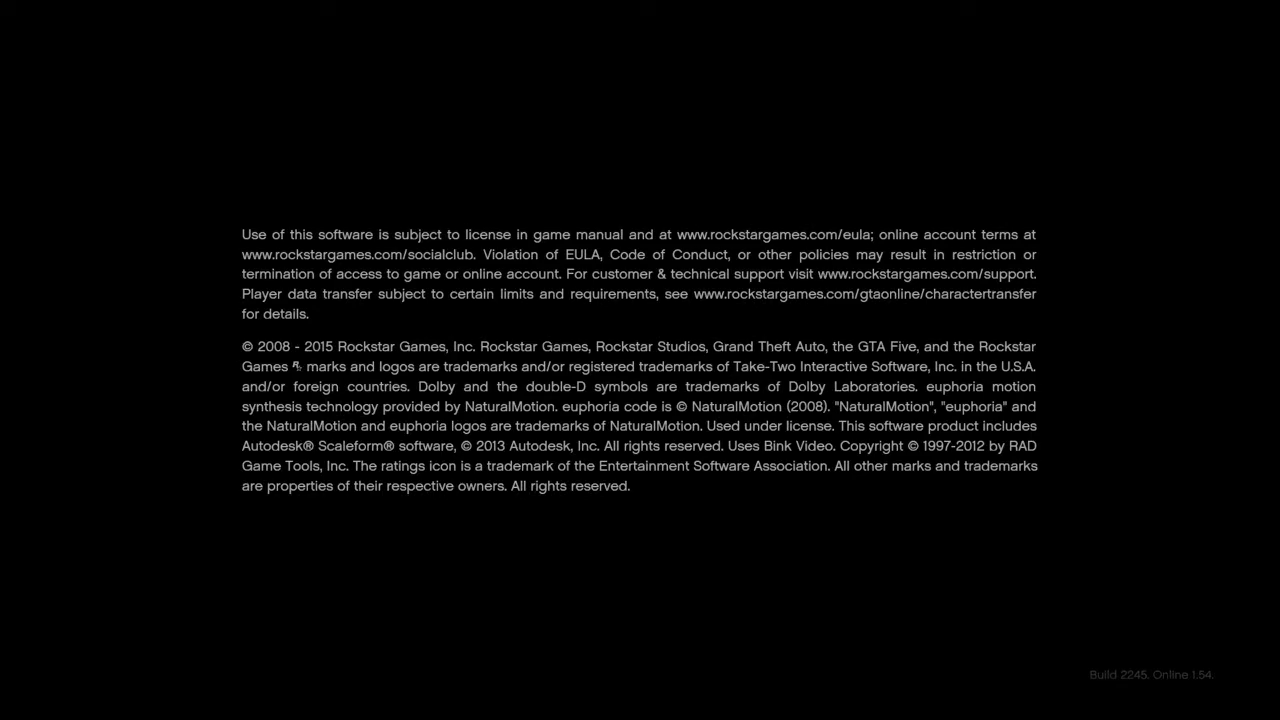 Use of this software is subject to license in game manual and at www.rockstargames.com/eula; online account terms at
www.rockstargames.com/socialclub. Violation of EULA, Code of Conduct, or other policies may result in restriction or
termination of access to game or online account. For customer & technical support visit www.rockstargames.com/support.
Player data transfer subject to certain limits and requirements, see www.rockstargames.com/gtaonline/charactertransfer
for details.
© 2008 - 2015 Rockstar Games, Inc. Rockstar Games, Rockstar Studios, Grand Theft Auto, the GTA Five, and the Rockstar
Games R* marks and logos are trademarks and/or registered trademarks of Take-Two Interactive Software, Inc. in the U.S.A.
and/or foreign countries. Dolby and the double-D symbols are trademarks of Dolby Laboratories. euphoria motion
synthesis technology provided by NaturalMotion. euphoria code is © NaturalMotion (2008). "NaturalMotion", "euphoria" and
the NaturalMotion and euphoria logos are trademarks of NaturalMotion. Used under license. This software product includes
Autodesk® Scaleform® software, © 2013 Autodesk, Inc. All rights reserved. Uses Bink Video. Copyright © 1997-2012 by RAD
Game Tools, Inc. The ratings icon is a trademark of the Entertainment Software Association. All other marks and trademarks
are properties of their respective owners. All rights reserved.
Build 2245. Online 1.54.